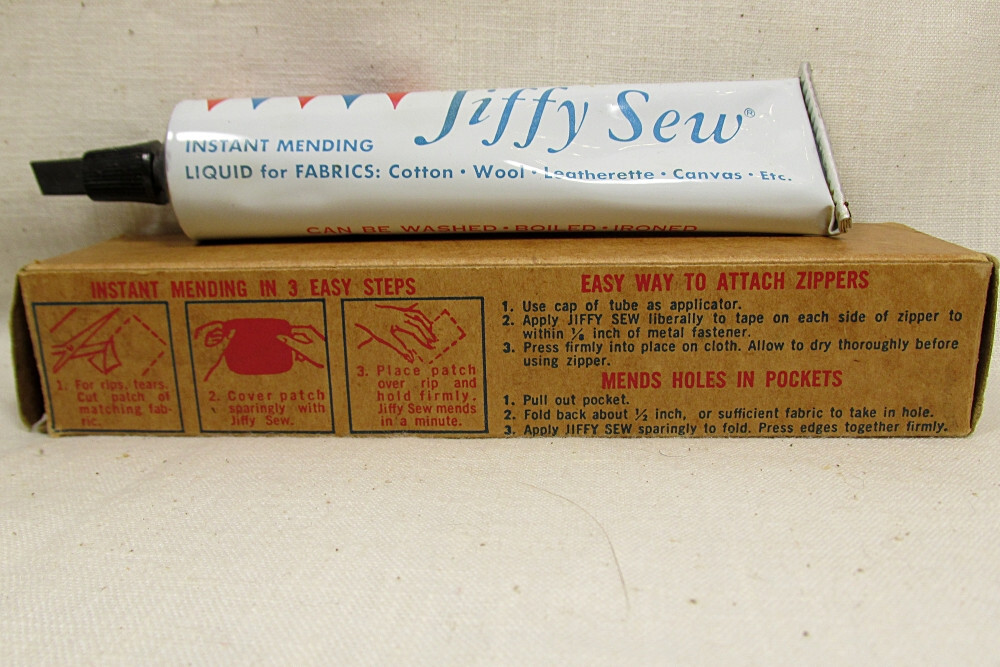 Jiffy Sew®
INSTANT MENDING
LIQUID for FABRICS: Cotton • Wool • Leatherette • Canvas • Etc.
CAN BE WASHED • BOILED • IRONED
INSTANT MENDING IN 3 EASY STEPS
1. For rips, tears.
Cut patch of
matching fab-
ric.
2. Cover patch
sparingly with
Jiffy Sew.
3. Place patch
over rip and
hold firmly.
Jiffy Sew mends
in a minute.
EASY WAY TO ATTACH ZIPPERS
1. Use cap of tube as applicator.
2. Apply JIFFY SEW liberally to tape on each side of zipper to
within ⅛ inch of metal fastener.
3. Press firmly into place on cloth. Allow to dry thoroughly before
using zipper.
MENDS HOLES IN POCKETS
1. Pull out pocket.
2. Fold back about ½ inch, or sufficient fabric to take in hole.
3. Apply JIFFY SEW sparingly to fold. Press edges together firmly.